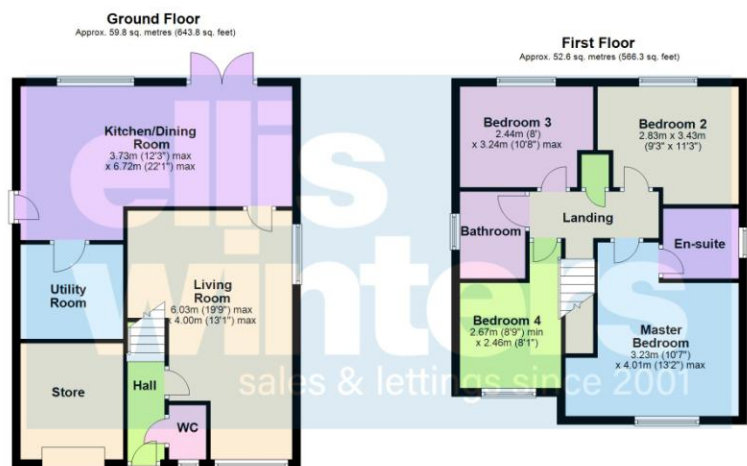 Ground Floor
Approx. 59.8 sq. metres (643.8 sq. feet)
Kitchen/Dining
Room
3.73m (12'3") max
x 6.72m (22'1") max
Utility
Room
Living
Room
6.03m (19'9") max
x 4.00m (13'1") max
Store
Hall
WC
First Floor
Approx. 52.6 sq. metres (566.3 sq. feet)
Bedroom 3
2.44m (8')
x 3.24m (10'8") max
Bedroom 2
2.83m x 3.43m
(9'3" x 11'3")
Landing
Bathroom
En-suite
Bedroom 4
2.67m (8'9") min
x 2.46m (8'1")
Master
Bedroom
3.23m (10'7")
x 4.01m (13'2") max
ellis
winters
sales & lettings since 2001